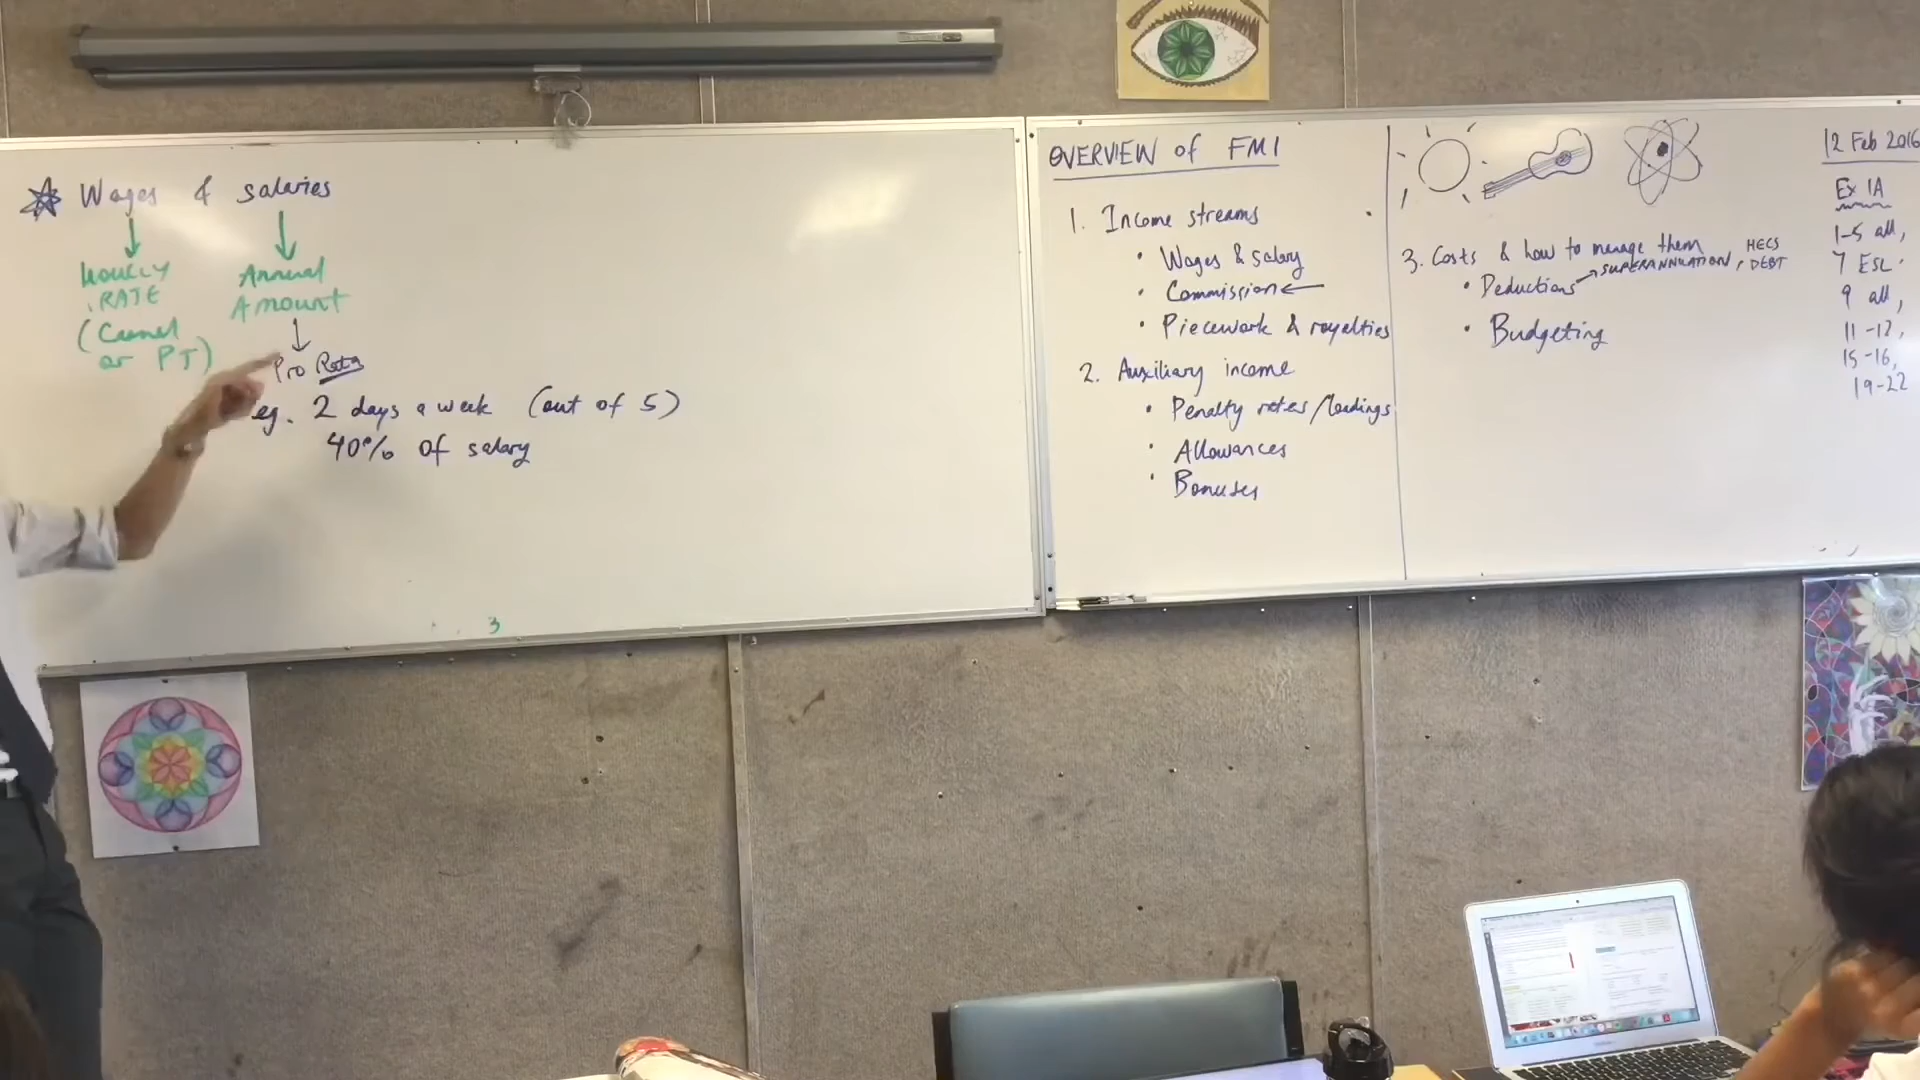 Wages & salaries
HOURLY
RATE
(Casual
or PT)
Annual
Amount
Pro Rata
eg. 2 days a week (out of 5)
40% of salary
3
OVERVIEW of FM1
1. Income streams
• Wages & salary
• Commission
• Piecework & royalties
2. Auxiliary income
• Penalty rates/loadings
• Allowances
• Bonuses
3. Costs & how to manage them
• Deductions SUPERANNUATION, HECS DEBT
• Budgeting
12 Feb 2016
Ex 1A
1-5 all,
7 ESL
9 all,
11-12,
15-16,
19-22